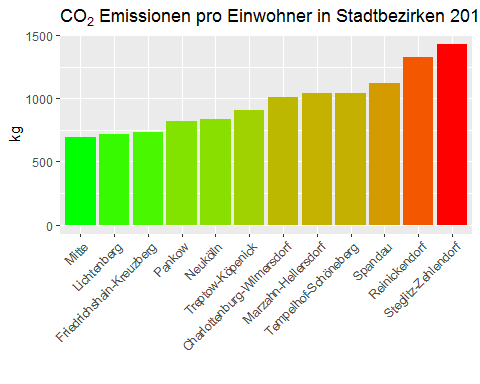 CO₂ Emissionen pro Einwohner in Stadtbezirken 201
1500
1000
500
0
kg
Mitte
Lichtenberg
Friedrichshain-Kreuzberg
Pankow
Neukölln
Treptow-Köpenick
Charlottenburg-Wilmersdorf
Marzahn-Hellersdorf
Tempelhof-Schöneberg
Spandau
Reinickendorf
Steglitz-Zehlendorf